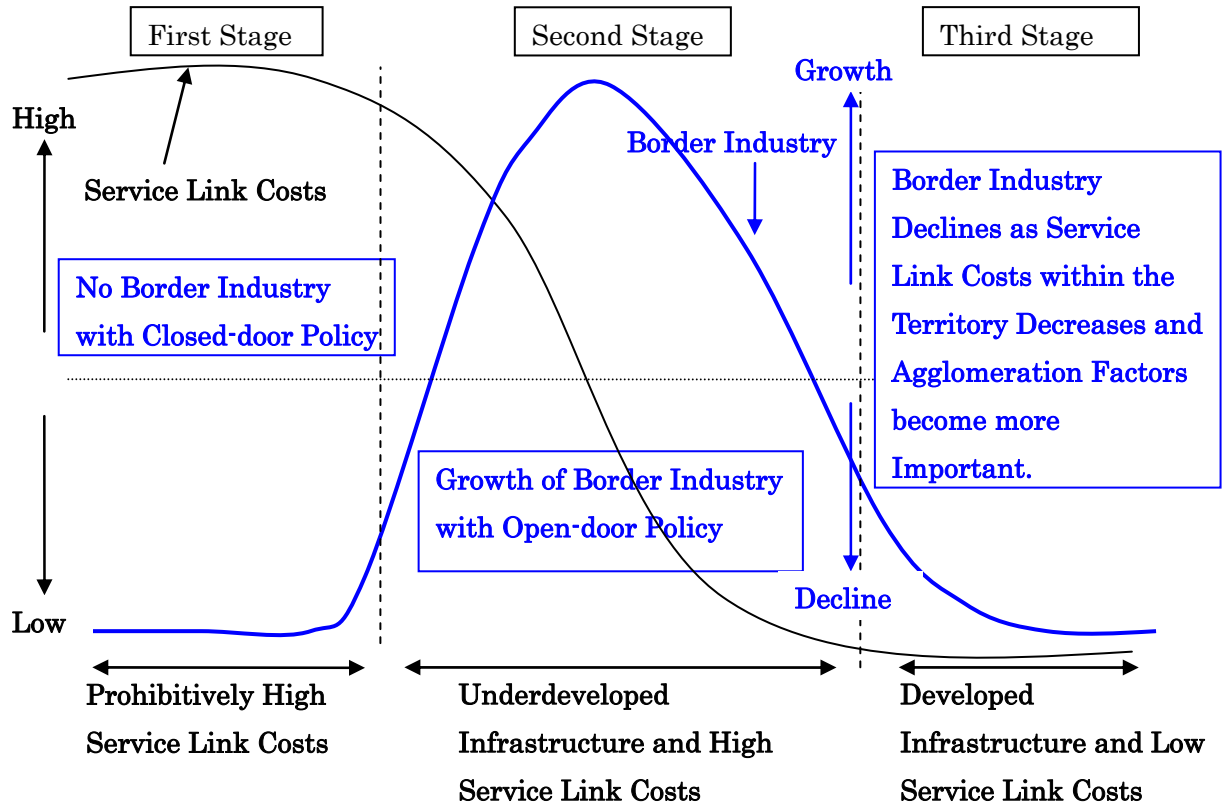 First Stage
Second Stage
Third Stage
Growth
High
Border Industry
Service Link Costs
Border Industry
Declines as Service
Link Costs within the
Territory Decreases and
Agglomeration Factors
become more
Important.
No Border Industry
with Closed-door Policy
Growth of Border Industry
with Open-door Policy
Decline
Low
Prohibitively High
Service Link Costs
Underdeveloped
Infrastructure and High
Service Link Costs
Developed
Infrastructure and Low
Service Link Costs